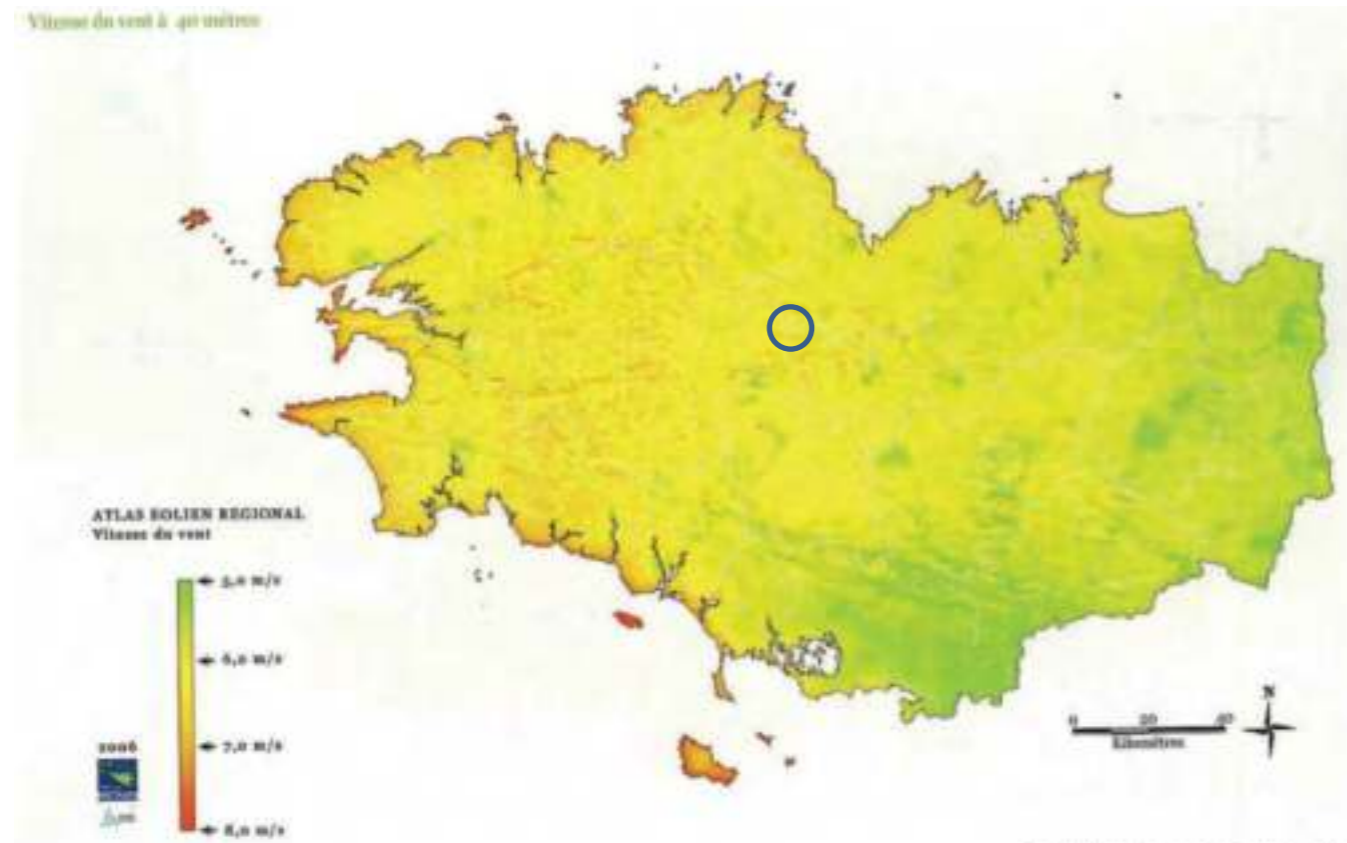 Vitesse du vent à 40 mètres
ATLAS EOLIEN REGIONAL
Vitesse du vent
5,0 m/s
6,0 m/s
7,0 m/s
8,0 m/s
2006
0 20 40
Kilomètres
N